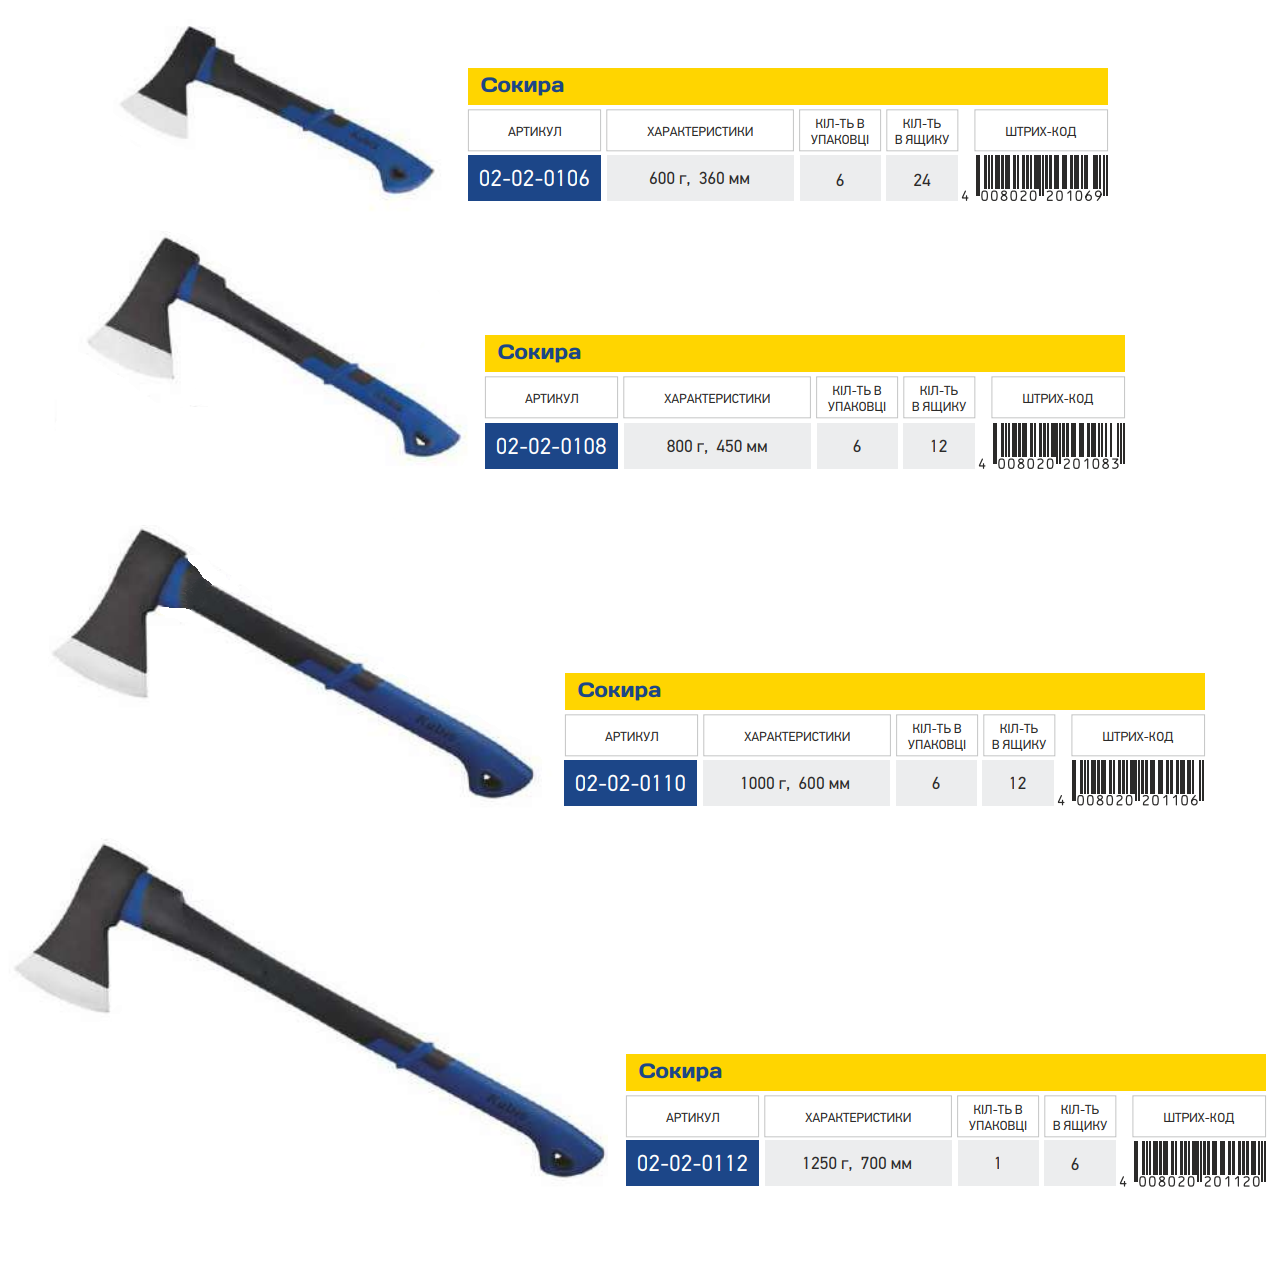 Сокира
АРТИКУЛ ХАРАКТЕРИСТИКИ КІЛ-ТЬ В УПАКОВЦІ КІЛ-ТЬ В ЯЩИКУ ШТРИХ-КОД
02-02-0106 600 г, 360 мм 6 24 4 008020 201069
Сокира
АРТИКУЛ ХАРАКТЕРИСТИКИ КІЛ-ТЬ В УПАКОВЦІ КІЛ-ТЬ В ЯЩИКУ ШТРИХ-КОД
02-02-0108 800 г, 450 мм 6 12 4 008020 201083
Kubis
Сокира
АРТИКУЛ ХАРАКТЕРИСТИКИ КІЛ-ТЬ В УПАКОВЦІ КІЛ-ТЬ В ЯЩИКУ ШТРИХ-КОД
02-02-0110 1000 г, 600 мм 6 12 4 008020 201106
Kubis
Сокира
АРТИКУЛ ХАРАКТЕРИСТИКИ КІЛ-ТЬ В УПАКОВЦІ КІЛ-ТЬ В ЯЩИКУ ШТРИХ-КОД
02-02-0112 1250 г, 700 мм 1 6 4 008020 201120